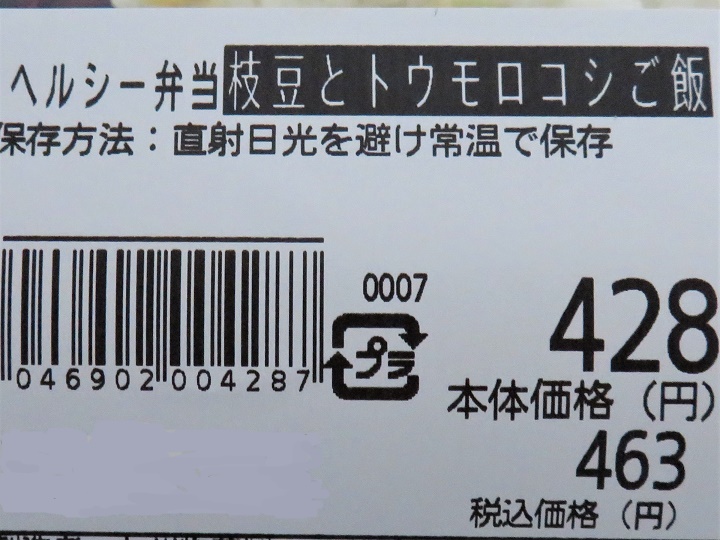 ヘルシー弁当枝豆とトウモロコシご飯
保存方法：直射日光を避け常温で保存
0007
プラ
046902004287
428
本体価格（円）
463
税込価格（円）